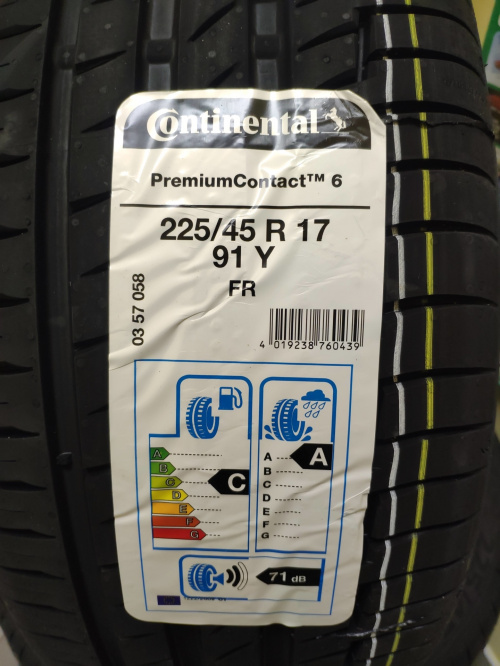 Continental
PremiumContact™ 6
225/45 R 17
91 Y
FR
03 57 058
4 019238 760439
A
B
C
D
E
F
G
C
A
B
C
D
E
F
G
A
71 dB